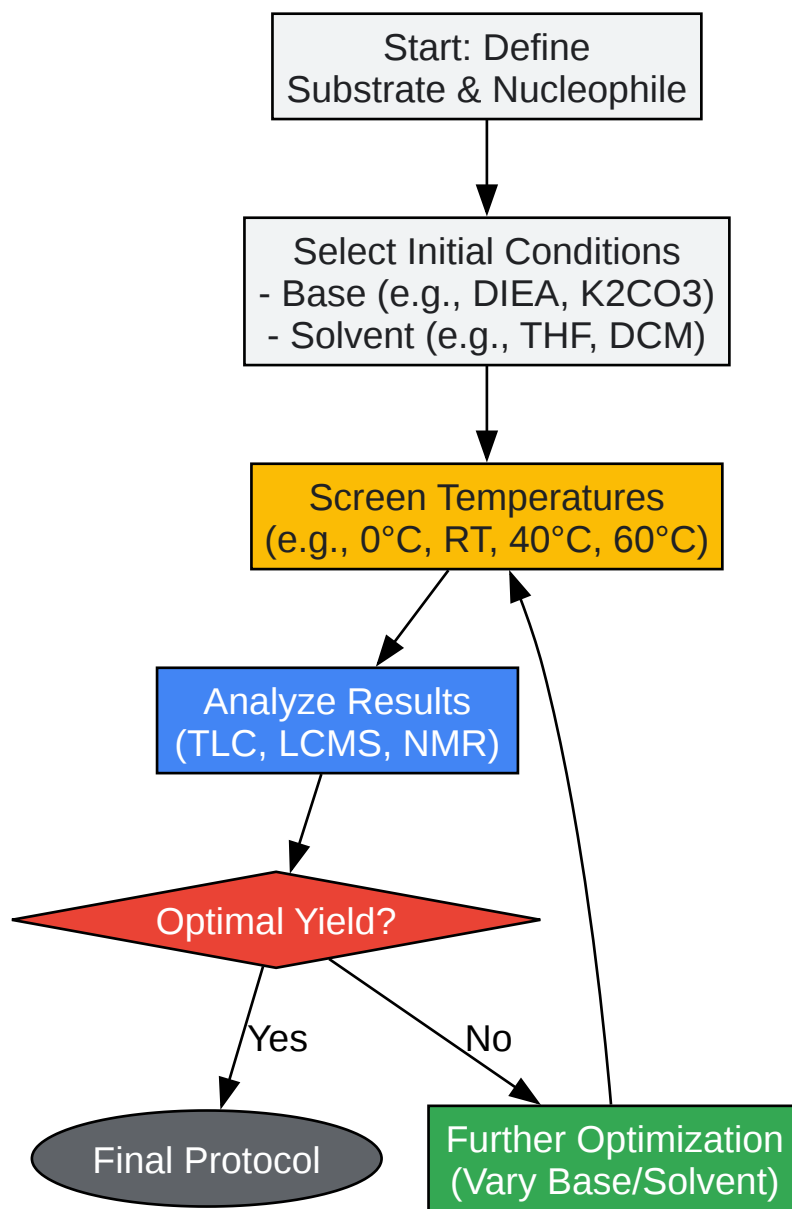 Start: Define
Substrate & Nucleophile
Select Initial Conditions
- Base (e.g., DIEA, K2CO3)
- Solvent (e.g., THF, DCM)
Screen Temperatures
(e.g., 0°C, RT, 40°C, 60°C)
Analyze Results
(TLC, LCMS, NMR)
Optimal Yield?
Yes
No
Final Protocol
Further Optimization
(Vary Base/Solvent)